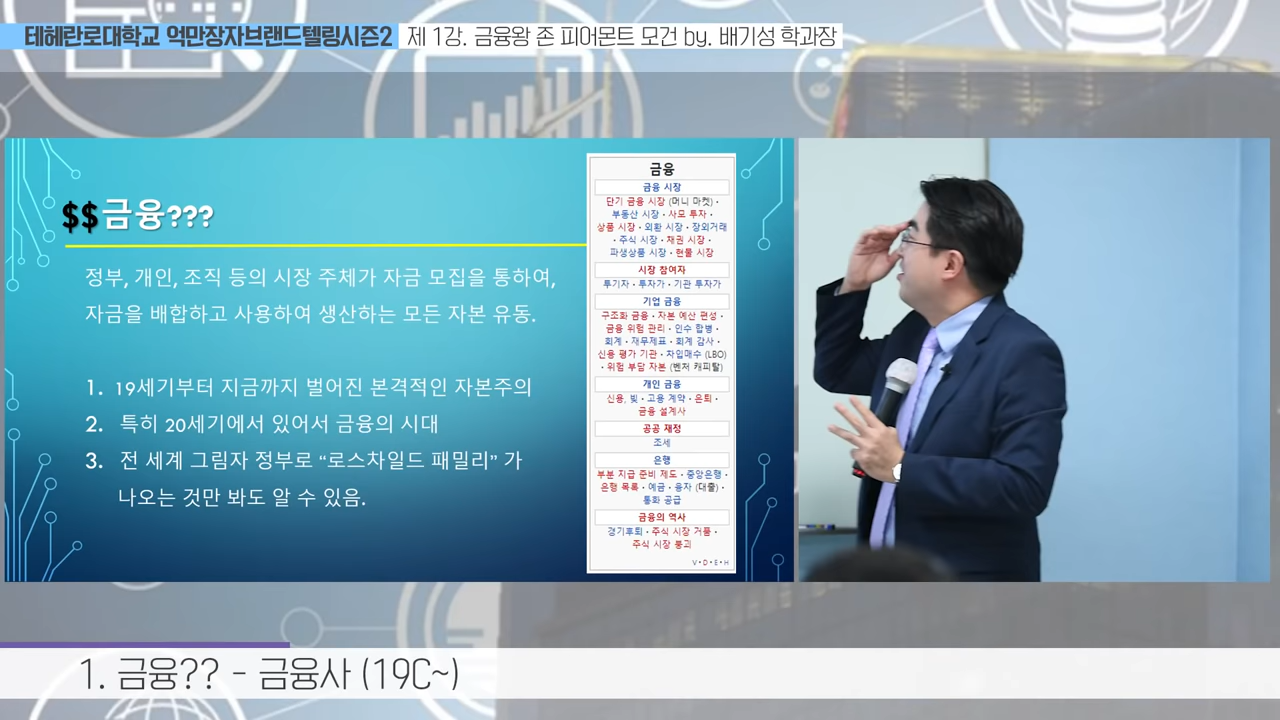 테헤란로대학교 억만장자브랜드텔링시즌2 제 1강. 금융왕 존 피어몬트 모건 by. 배기성 학과장
$$금융???
정부, 개인, 조직 등의 시장 주체가 자금 모집을 통하여,
자금을 배합하고 사용하여 생산하는 모든 자본 유동.
1. 19세기부터 지금까지 벌어진 본격적인 자본주의
2. 특히 20세기에서 있어서 금융의 시대
3. 전 세계 그림자 정부로 “로스차일드 패밀리” 가
나오는 것만 봐도 알 수 있음.
금융
금융 시장
단기 금융 시장 (머니 마켓) ·
부동산 시장 · 사모 투자 ·
상품 시장 · 외환 시장 · 장외거래
· 주식 시장 · 채권 시장 ·
파생상품 시장 · 현물 시장
시장 참여자
투기자 · 투자가 · 기관 투자가
기업 금융
구조화 금융 · 자본 예산 편성 ·
금융 위험 관리 · 인수 합병 ·
회계 · 재무제표 · 회계 감사 ·
신용 평가 기관 · 차입매수 (LBO)
· 위험 부담 자본 (벤처 캐피탈)
개인 금융
신용, 빚 · 고용 계약 · 은퇴 ·
금융 설계사
공공 재정
조세
은행
부분 지급 준비 제도 · 중앙은행 ·
은행 목록 · 예금 · 융자 (대출) ·
통화 공급
금융의 역사
경기후퇴 · 주식 시장 거품 ·
주식 시장 붕괴
V · D · E · H
1. 금융?? - 금융사 (19C~)